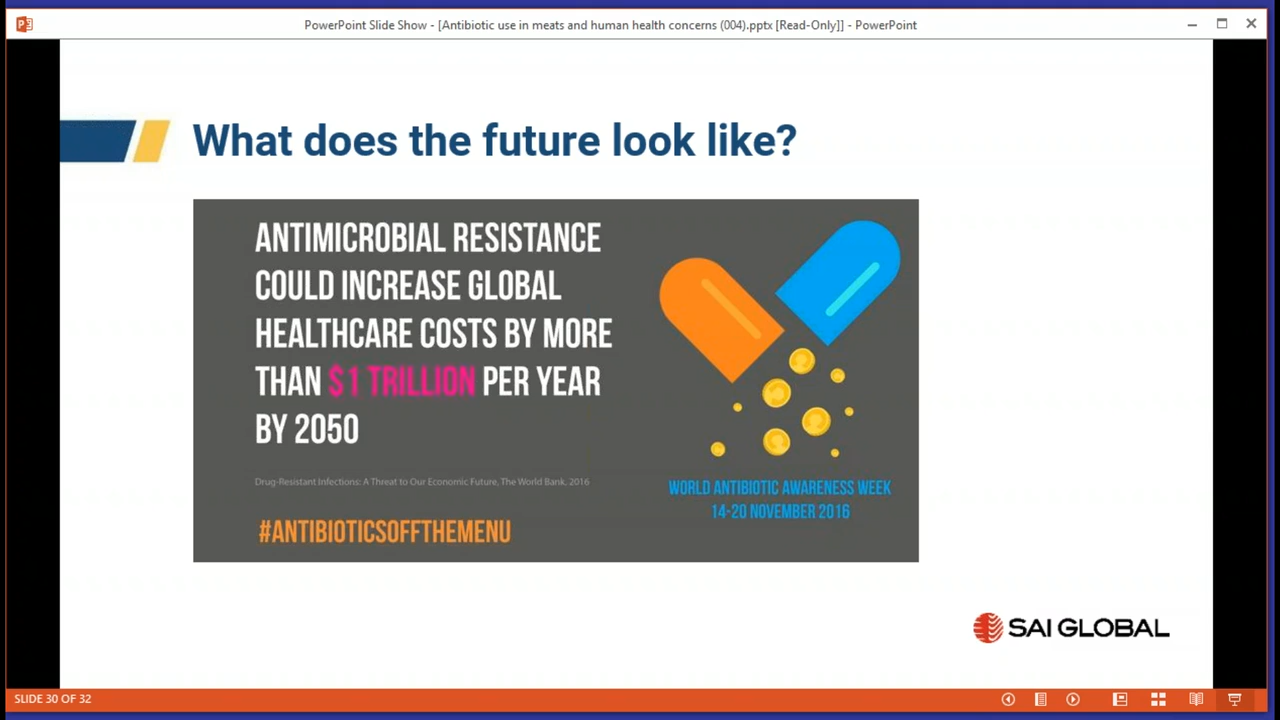 PowerPoint Slide Show - [Antibiotic use in meats and human health concerns (004).pptx [Read-Only]] - PowerPoint
What does the future look like?
ANTIMICROBIAL RESISTANCE
COULD INCREASE GLOBAL
HEALTHCARE COSTS BY MORE
THAN $1 TRILLION PER YEAR
BY 2050
Drug-Resistant Infections: A Threat to Our Economic Future, The World Bank, 2016
#ANTIBIOTICSOFFTHEMENU
WORLD ANTIBIOTIC AWARENESS WEEK
14-20 NOVEMBER 2016
SAI GLOBAL
SLIDE 30 OF 32